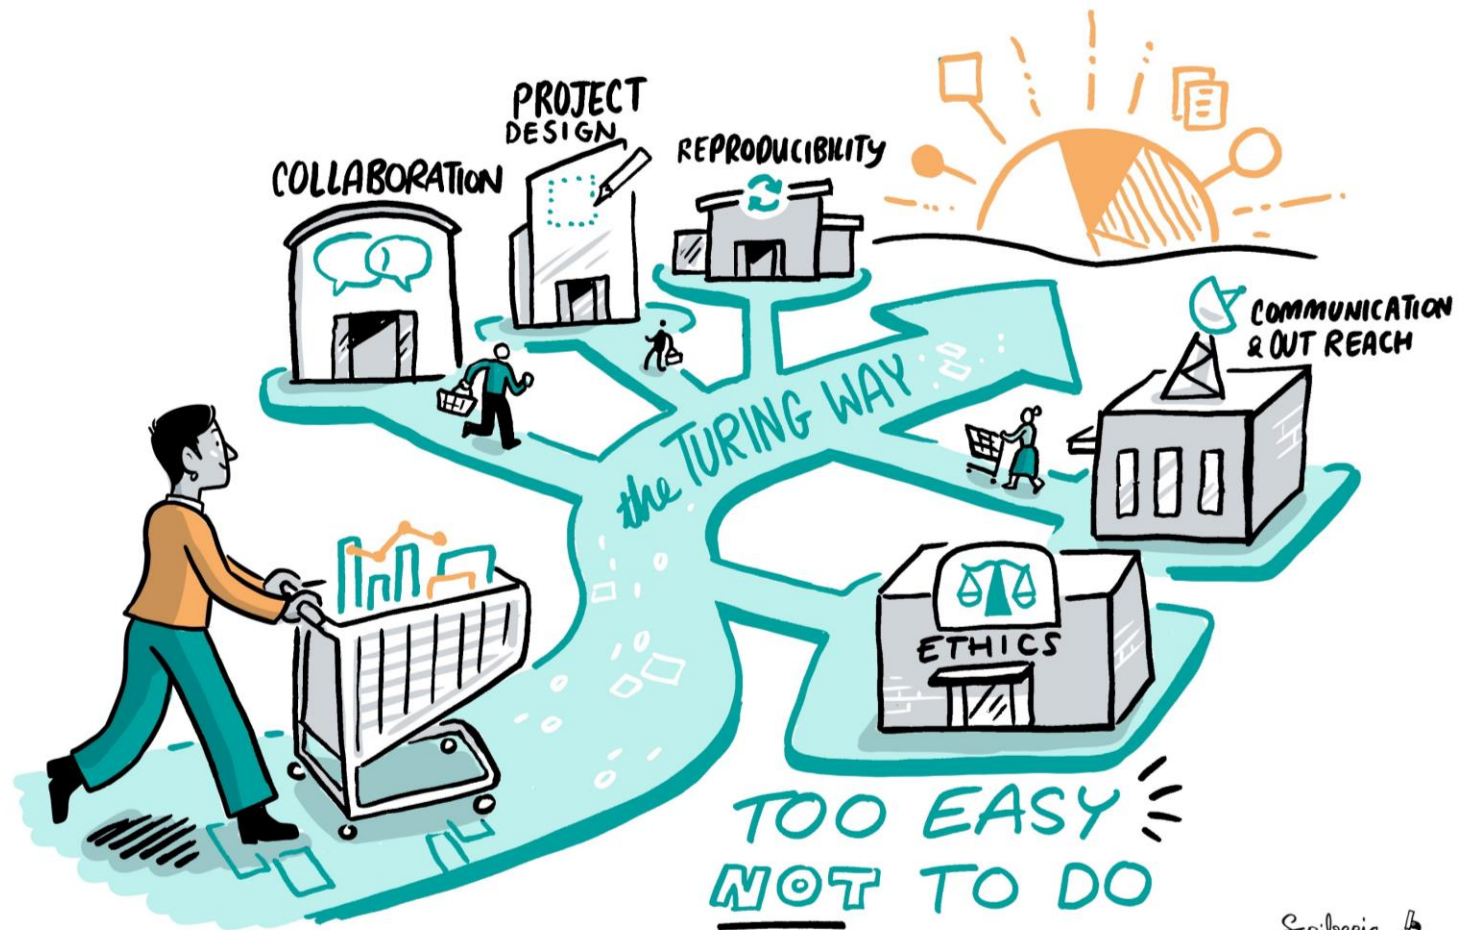 PROJECT
DESIGN
COLLABORATION
REPRODUCIBILITY
COMMUNICATION
& OUT REACH
the TURING WAY
ETHICS
TOO EASY
NOT TO DO